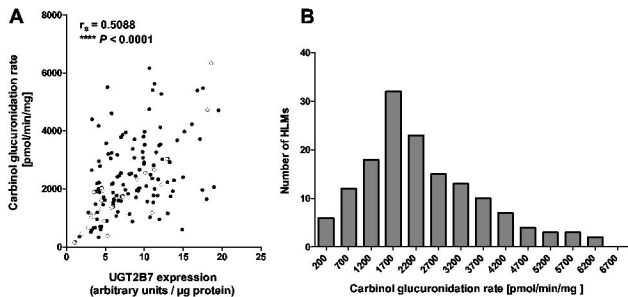 A
r_s = 0.5088
**** P < 0.0001
8000
6000
4000
2000
0
Carbinol glucuronidation rate
[pmol/min/mg]
0 5 10 15 20 25
UGT2B7 expression
(arbitrary units / µg protein)
B
40
30
20
10
0
Number of HLMs
200 700 1200 1700 2200 2700 3200 3700 4200 4700 5200 5700 6200 6700
Carbinol glucuronidation rate [pmol/min/mg ]